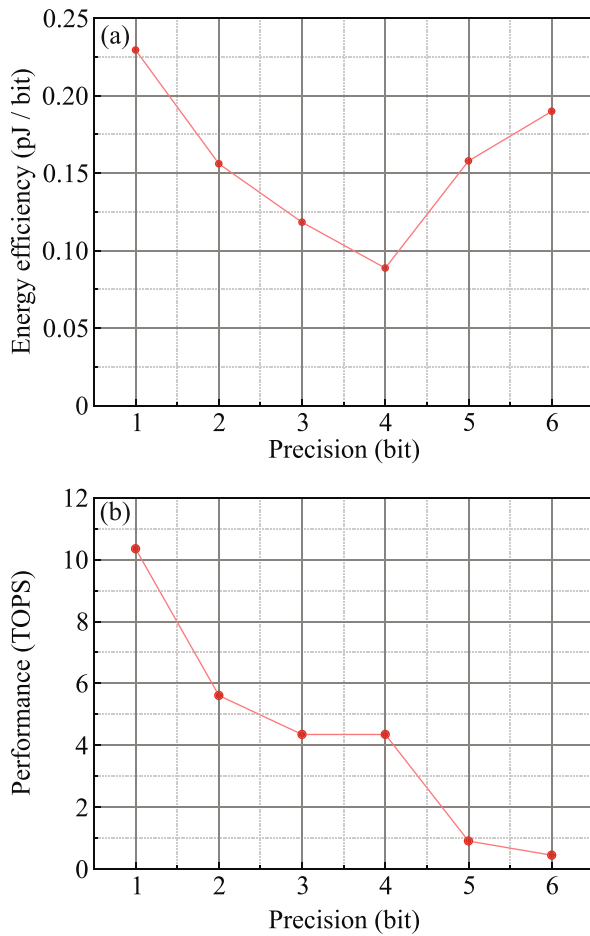 (a)
Energy efficiency (pJ / bit)
0.25
0.20
0.15
0.10
0.05
0
1 2 3 4 5 6
Precision (bit)
(b)
Performance (TOPS)
12
10
8
6
4
2
0
1 2 3 4 5 6
Precision (bit)